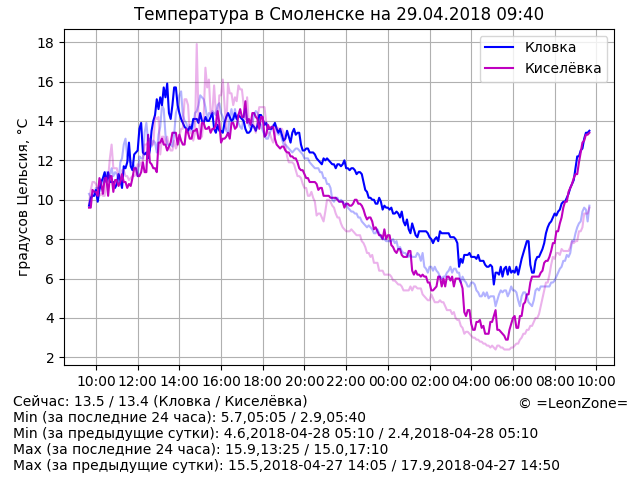 Температура в Смоленске на 29.04.2018 09:40
18
16
14
12
10
8
6
4
2
градусов Цельсия, °C
Кловка
Киселёвка
10:00 12:00 14:00 16:00 18:00 20:00 22:00 00:00 02:00 04:00 06:00 08:00 10:00
Сейчас: 13.5 / 13.4 (Кловка / Киселёвка)
© =LeonZone=
Min (за последние 24 часа): 5.7,05:05 / 2.9,05:40
Min (за предыдущие сутки): 4.6,2018-04-28 05:10 / 2.4,2018-04-28 05:10
Max (за последние 24 часа): 15.9,13:25 / 15.0,17:10
Max (за предыдущие сутки): 15.5,2018-04-27 14:05 / 17.9,2018-04-27 14:50